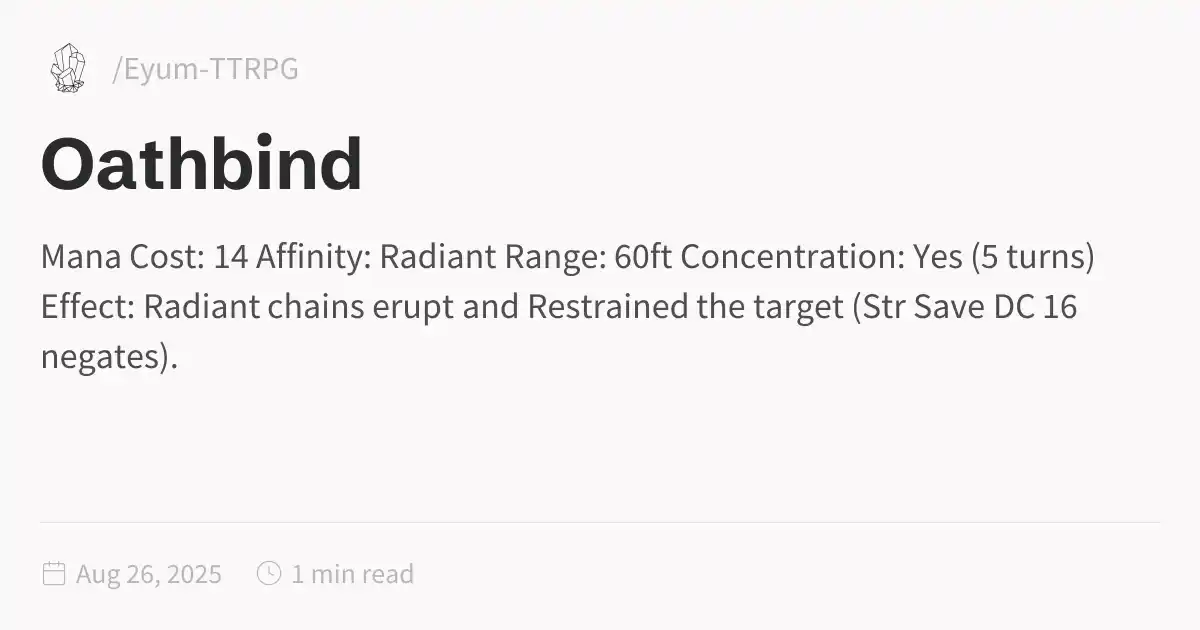 /Eyum-TTRPG
Oathbind
Mana Cost: 14 Affinity: Radiant Range: 60ft Concentration: Yes (5 turns)
Effect: Radiant chains erupt and Restrained the target (Str Save DC 16
negates).
Aug 26, 2025 1 min read